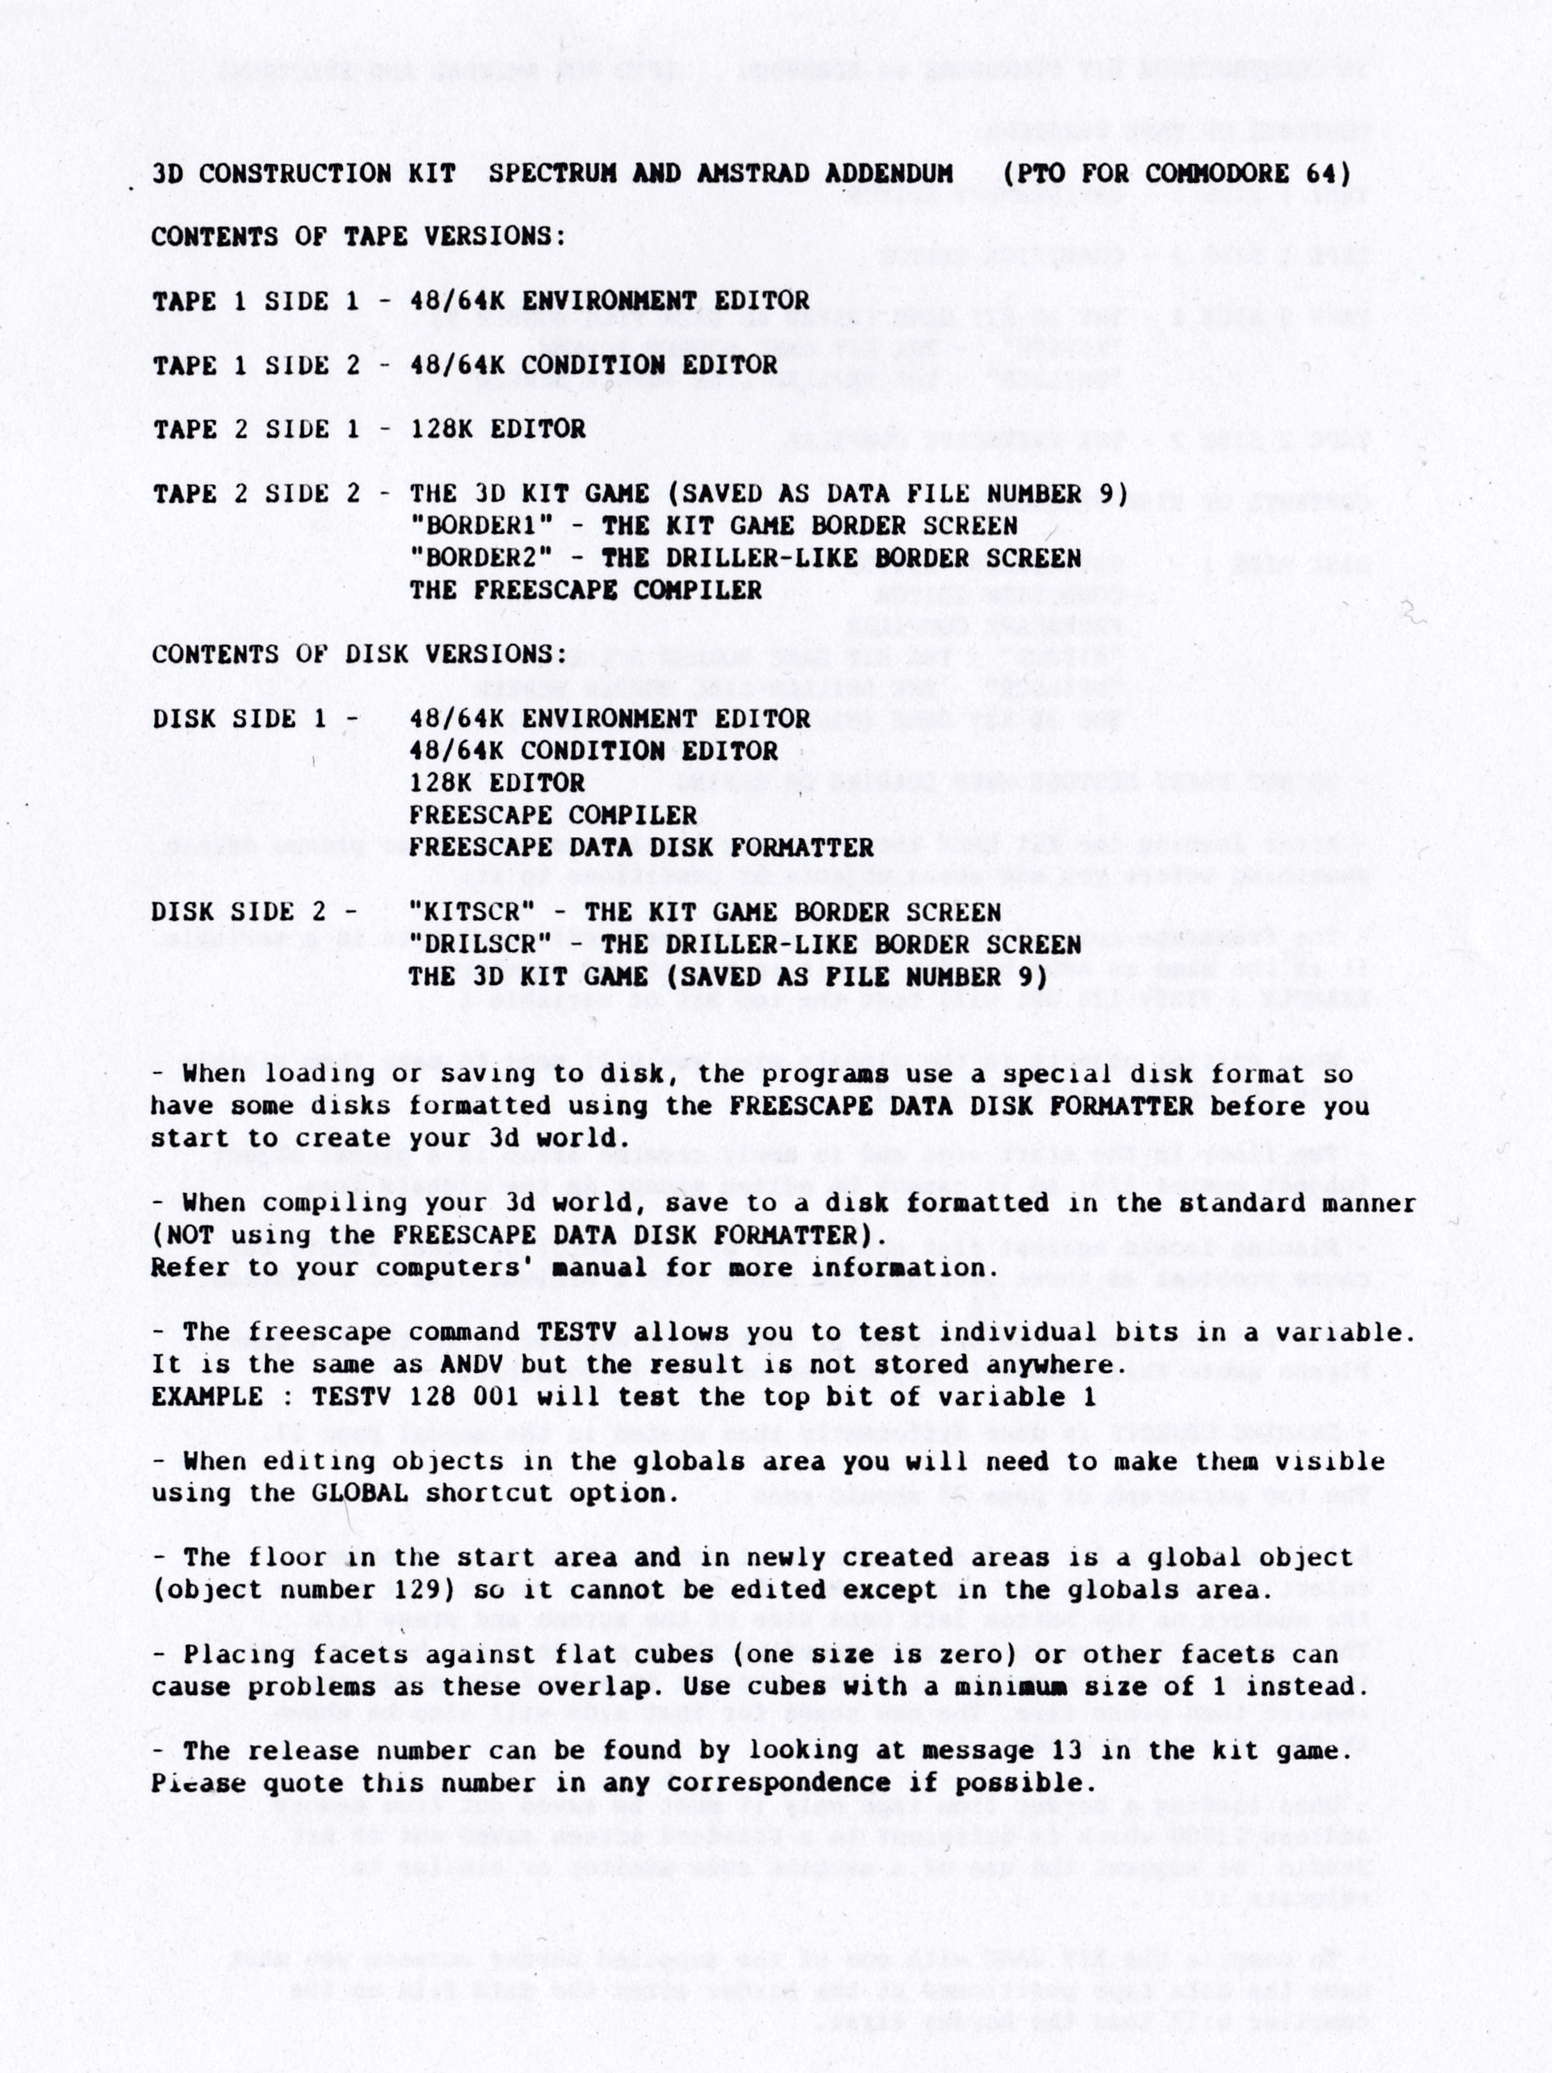 3D CONSTRUCTION KIT  SPECTRUM AND AMSTRAD ADDENDUM   (PTO FOR COMMODORE 64)
CONTENTS OF TAPE VERSIONS:
TAPE 1 SIDE 1 - 48/64K ENVIRONMENT EDITOR
TAPE 1 SIDE 2 - 48/64K CONDITION EDITOR
TAPE 2 SIDE 1 - 128K EDITOR
TAPE 2 SIDE 2 - THE 3D KIT GAME (SAVED AS DATA FILE NUMBER 9)
"BORDER1" - THE KIT GAME BORDER SCREEN
"BORDER2" - THE DRILLER-LIKE BORDER SCREEN
THE FREESCAPE COMPILER
CONTENTS OF DISK VERSIONS:
DISK SIDE 1 -   48/64K ENVIRONMENT EDITOR
48/64K CONDITION EDITOR
128K EDITOR
FREESCAPE COMPILER
FREESCAPE DATA DISK FORMATTER
DISK SIDE 2 -   "KITSCR" - THE KIT GAME BORDER SCREEN
"DRILSCR" - THE DRILLER-LIKE BORDER SCREEN
THE 3D KIT GAME (SAVED AS FILE NUMBER 9)
- When loading or saving to disk, the programs use a special disk format so
have some disks formatted using the FREESCAPE DATA DISK FORMATTER before you
start to create your 3d world.
- When compiling your 3d world, save to a disk formatted in the standard manner
(NOT using the FREESCAPE DATA DISK FORMATTER).
Refer to your computers' manual for more information.
- The freescape command TESTV allows you to test individual bits in a variable.
It is the same as ANDV but the result is not stored anywhere.
EXAMPLE : TESTV 128 001 will test the top bit of variable 1
- When editing objects in the globals area you will need to make them visible
using the GLOBAL shortcut option.
- The floor in the start area and in newly created areas is a global object
(object number 129) so it cannot be edited except in the globals area.
- Placing facets against flat cubes (one size is zero) or other facets can
cause problems as these overlap. Use cubes with a minimum size of 1 instead.
- The release number can be found by looking at message 13 in the kit game.
Please quote this number in any correspondence if possible.